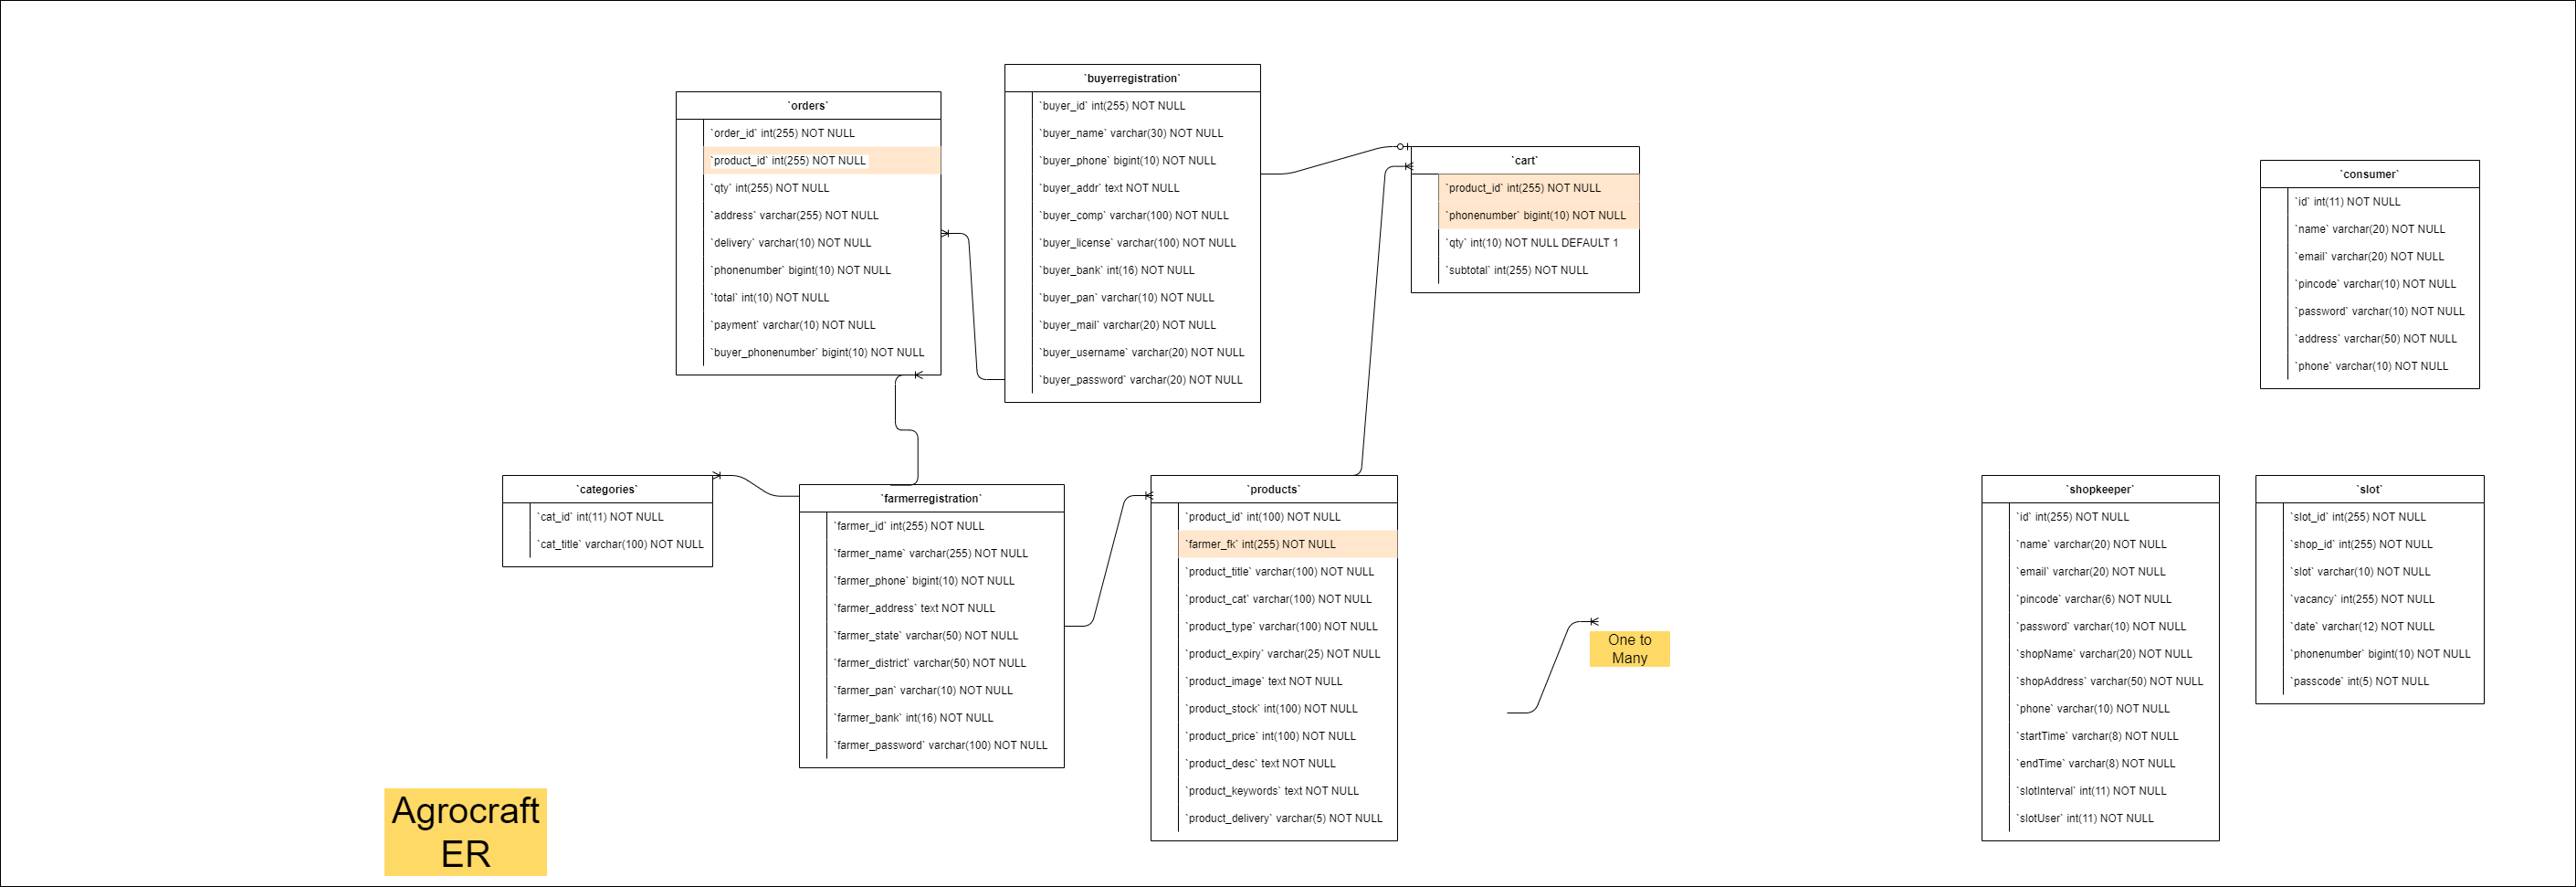 `orders`
`order_id` int(255) NOT NULL
`product_id` int(255) NOT NULL
`qty` int(255) NOT NULL
`address` varchar(255) NOT NULL
`delivery` varchar(10) NOT NULL
`phonenumber` bigint(10) NOT NULL
`total` int(10) NOT NULL
`payment` varchar(10) NOT NULL
`buyer_phonenumber` bigint(10) NOT NULL
`buyerregistration`
`buyer_id` int(255) NOT NULL
`buyer_name` varchar(30) NOT NULL
`buyer_phone` bigint(10) NOT NULL
`buyer_addr` text NOT NULL
`buyer_comp` varchar(100) NOT NULL
`buyer_license` varchar(100) NOT NULL
`buyer_bank` int(16) NOT NULL
`buyer_pan` varchar(10) NOT NULL
`buyer_mail` varchar(20) NOT NULL
`buyer_username` varchar(20) NOT NULL
`buyer_password` varchar(20) NOT NULL
`cart`
`product_id` int(255) NOT NULL
`phonenumber` bigint(10) NOT NULL
`qty` int(10) NOT NULL DEFAULT 1
`subtotal` int(255) NOT NULL
`consumer`
`id` int(11) NOT NULL
`name` varchar(20) NOT NULL
`email` varchar(20) NOT NULL
`pincode` varchar(10) NOT NULL
`password` varchar(10) NOT NULL
`address` varchar(50) NOT NULL
`phone` varchar(10) NOT NULL
`categories`
`cat_id` int(11) NOT NULL
`cat_title` varchar(100) NOT NULL
`farmerregistration`
`farmer_id` int(255) NOT NULL
`farmer_name` varchar(255) NOT NULL
`farmer_phone` bigint(10) NOT NULL
`farmer_address` text NOT NULL
`farmer_state` varchar(50) NOT NULL
`farmer_district` varchar(50) NOT NULL
`farmer_pan` varchar(10) NOT NULL
`farmer_bank` int(16) NOT NULL
`farmer_password` varchar(100) NOT NULL
`products`
`product_id` int(100) NOT NULL
`farmer_fk` int(255) NOT NULL
`product_title` varchar(100) NOT NULL
`product_cat` varchar(100) NOT NULL
`product_type` varchar(100) NOT NULL
`product_expiry` varchar(25) NOT NULL
`product_image` text NOT NULL
`product_stock` int(100) NOT NULL
`product_price` int(100) NOT NULL
`product_desc` text NOT NULL
`product_keywords` text NOT NULL
`product_delivery` varchar(5) NOT NULL
One to
Many
`shopkeeper`
`id` int(255) NOT NULL
`name` varchar(20) NOT NULL
`email` varchar(20) NOT NULL
`pincode` varchar(6) NOT NULL
`password` varchar(10) NOT NULL
`shopName` varchar(20) NOT NULL
`shopAddress` varchar(50) NOT NULL
`phone` varchar(10) NOT NULL
`startTime` varchar(8) NOT NULL
`endTime` varchar(8) NOT NULL
`slotInterval` int(11) NOT NULL
`slotUser` int(11) NOT NULL
`slot`
`slot_id` int(255) NOT NULL
`shop_id` int(255) NOT NULL
`slot` varchar(10) NOT NULL
`vacancy` int(255) NOT NULL
`date` varchar(12) NOT NULL
`phonenumber` bigint(10) NOT NULL
`passcode` int(5) NOT NULL
Agrocraft
ER